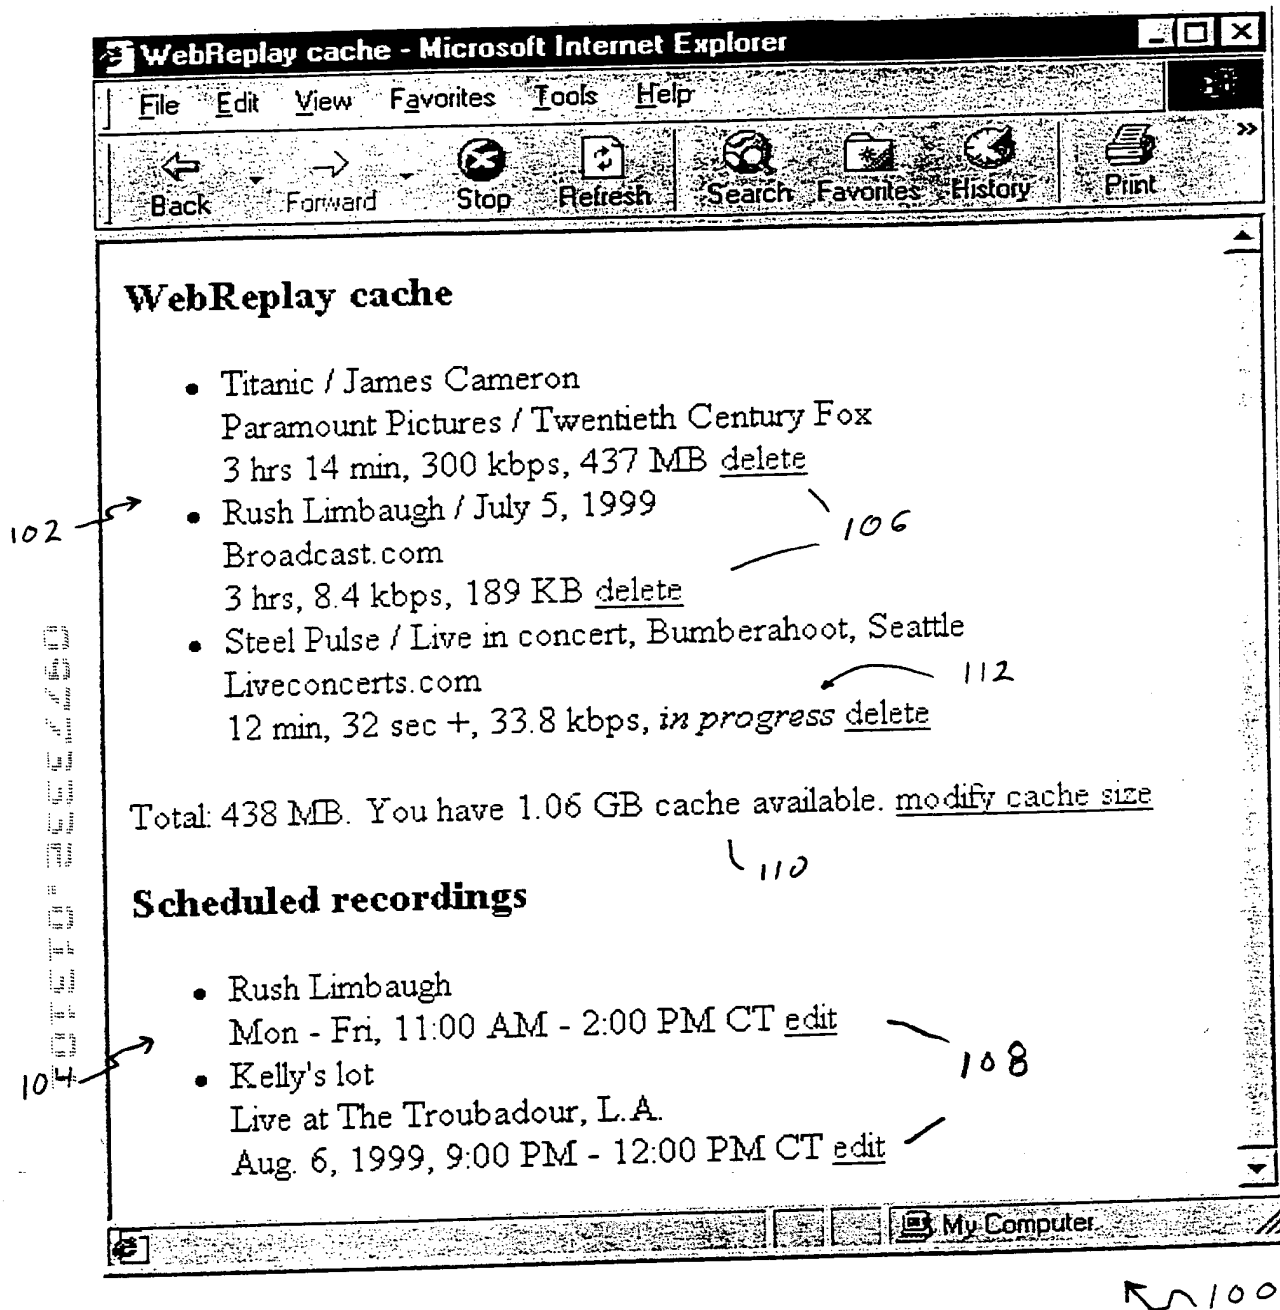 WebReplay cache - Microsoft Internet Explorer
File Edit View Favorites Tools Help
Back Forward Stop Refresh Search Favorites History Print »
WebReplay cache
• Titanic / James Cameron
Paramount Pictures / Twentieth Century Fox
3 hrs 14 min, 300 kbps, 437 MB delete
102
• Rush Limbaugh / July 5, 1999
106
Broadcast.com
3 hrs, 8.4 kbps, 189 KB delete
• Steel Pulse / Live in concert, Bumberahoot, Seattle
Liveconcerts.com
112
12 min, 32 sec +, 33.8 kbps, in progress delete
Total: 438 MB. You have 1.06 GB cache available. modify cache size
110
Scheduled recordings
• Rush Limbaugh
Mon - Fri, 11:00 AM - 2:00 PM CT edit
108
104
• Kelly's lot
Live at The Troubadour, L.A.
Aug. 6, 1999, 9:00 PM - 12:00 PM CT edit
My Computer
100